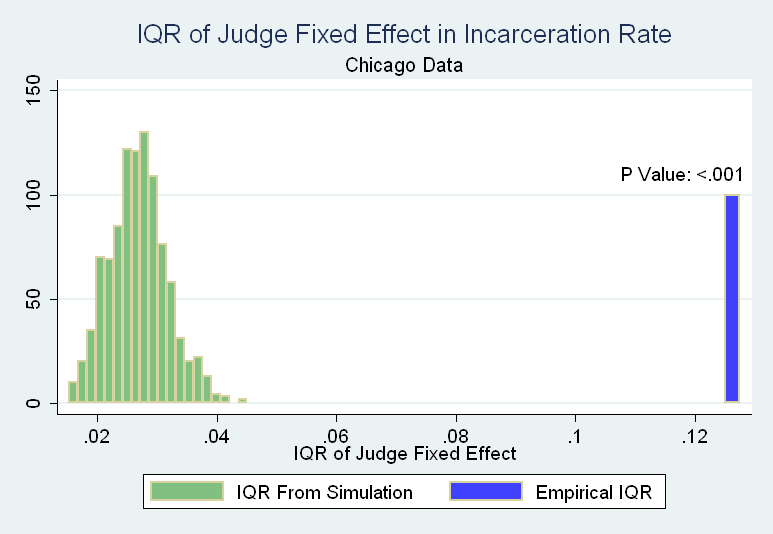 IQR of Judge Fixed Effect in Incarceration Rate
Chicago Data
150
P Value: <.001
100
50
0
.02 .04 .06 .08 .1 .12
IQR of Judge Fixed Effect
IQR From Simulation Empirical IQR